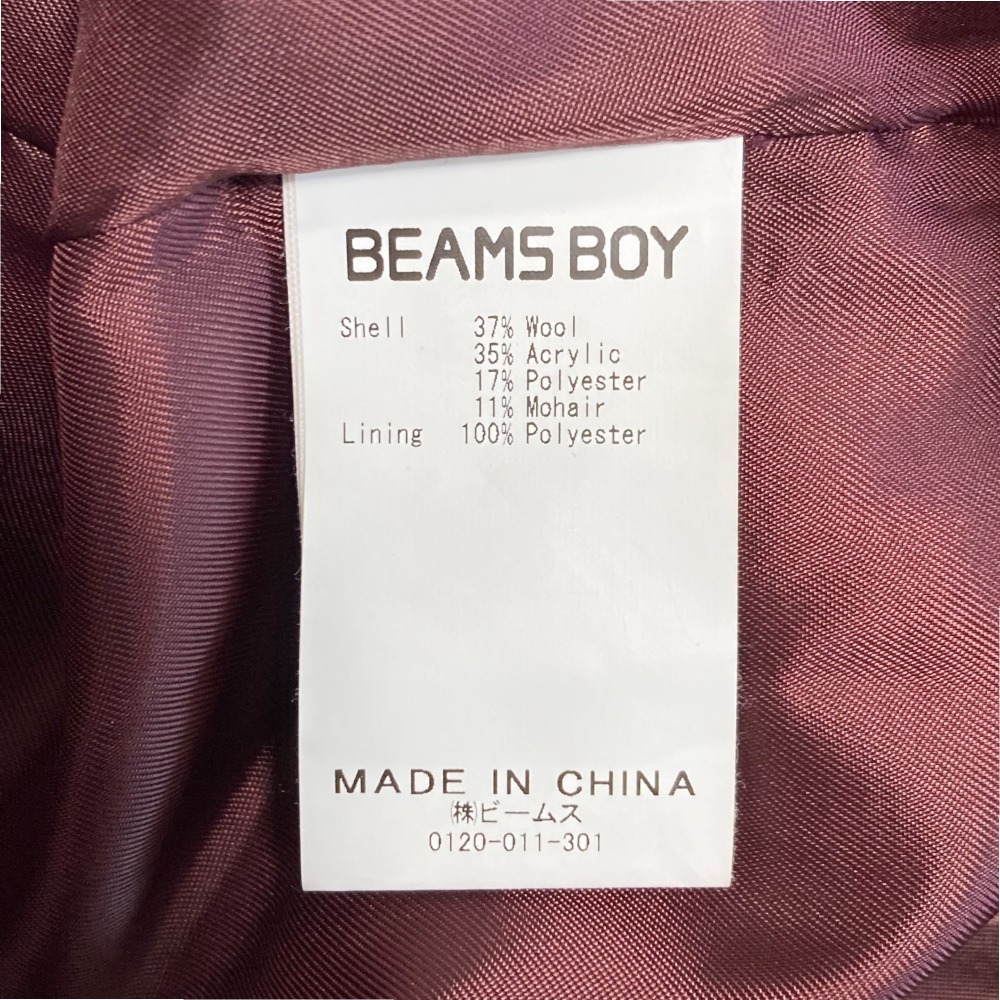 BEAMS BOY
Shell 37% Wool
35% Acrylic
17% Polyester
11% Mohair
Lining 100% Polyester
MADE IN CHINA
㈱ビームス
0120-011-301